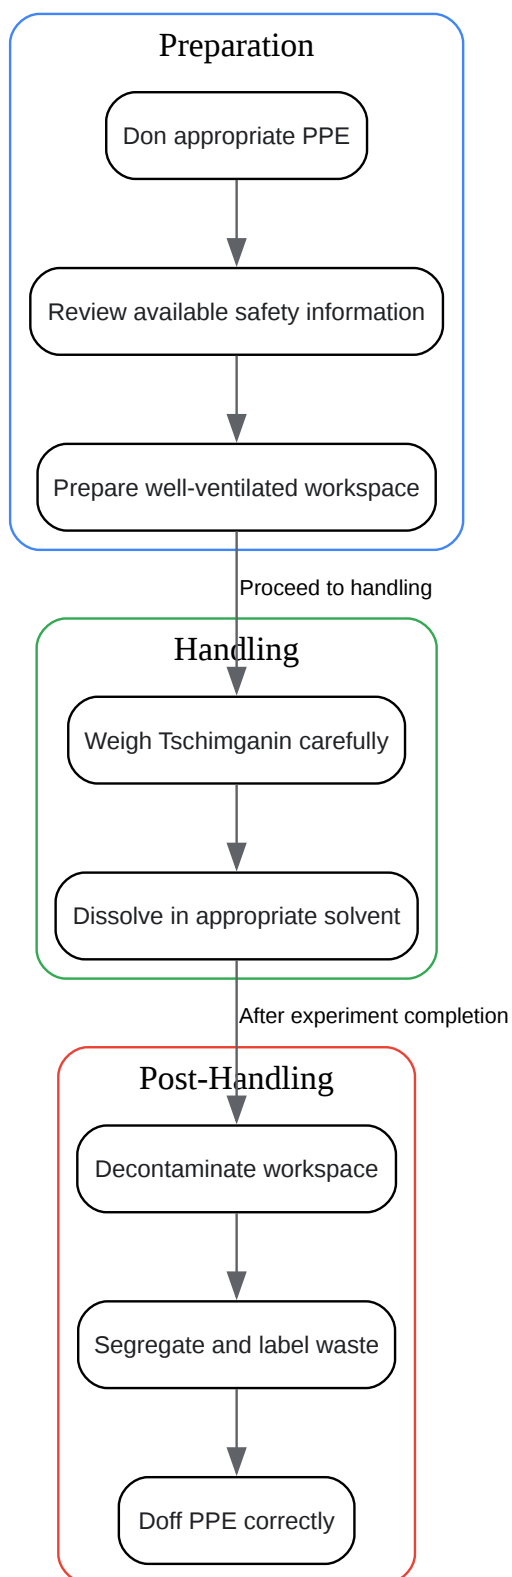 Preparation
Don appropriate PPE
Review available safety information
Prepare well-ventilated workspace
Proceed to handling
Handling
Weigh Tschimganin carefully
Dissolve in appropriate solvent
After experiment completion
Post-Handling
Decontaminate workspace
Segregate and label waste
Doff PPE correctly